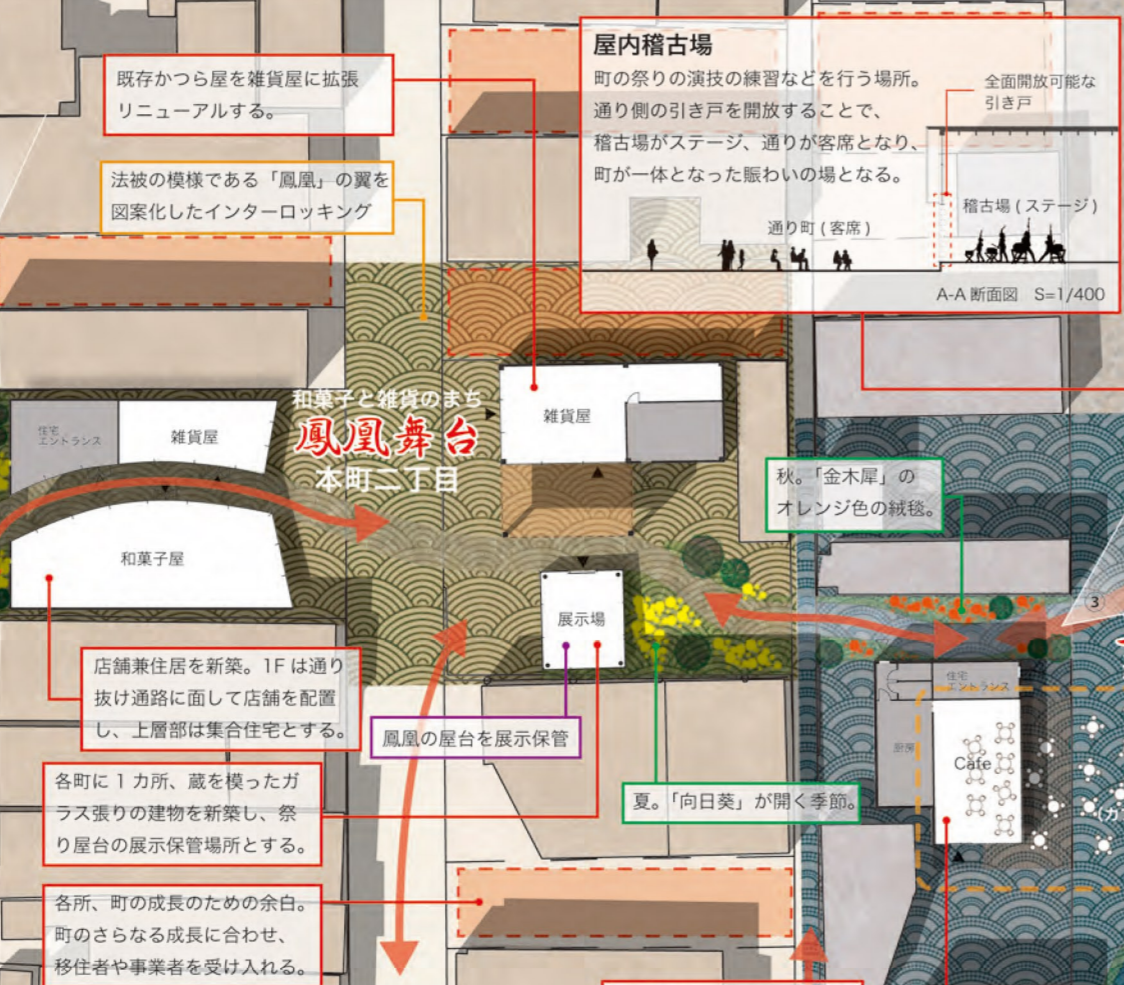 既存かつら屋を雑貨屋に拡張
リニューアルする。
法被の模様である「鳳凰」の翼を
図案化したインターロッキング
屋内稽古場
町の祭りの演技の練習などを行う場所。
通り側の引き戸を開放することで、
稽古場がステージ、通りが客席となり、
町が一体となった賑わいの場となる。
全面開放可能な
引き戸
稽古場 ( ステージ )
通り町 ( 客席 )
A-A 断面図　S=1/400
和菓子と雑貨のまち
鳳凰舞台
本町二丁目
住宅
エントランス
雑貨屋
和菓子屋
雑貨屋
展示場
秋。「金木犀」の
オレンジ色の絨毯。
③
店舗兼住居を新築。1F は通り
抜け通路に面して店舗を配置
し、上層部は集合住宅とする。
鳳凰の屋台を展示保管
各町に 1 カ所、蔵を模ったガ
ラス張りの建物を新築し、祭
り屋台の展示保管場所とする。
夏。「向日葵」が開く季節。
住宅
エントランス
厨房
Cafe
(カ
各所、町の成長のための余白。
町のさらなる成長に合わせ、
移住者や事業者を受け入れる。